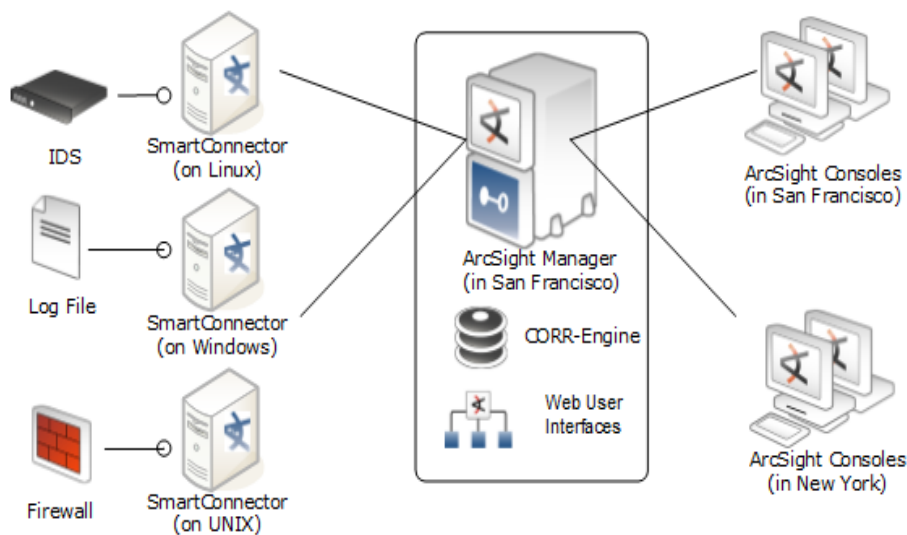 IDS
SmartConnector
(on Linux)
Log File
SmartConnector
(on Windows)
Firewall
SmartConnector
(on UNIX)
ArcSight Manager
(in San Francisco)
CORR-Engine
Web User
Interfaces
ArcSight Consoles
(in San Francisco)
ArcSight Consoles
(in New York)